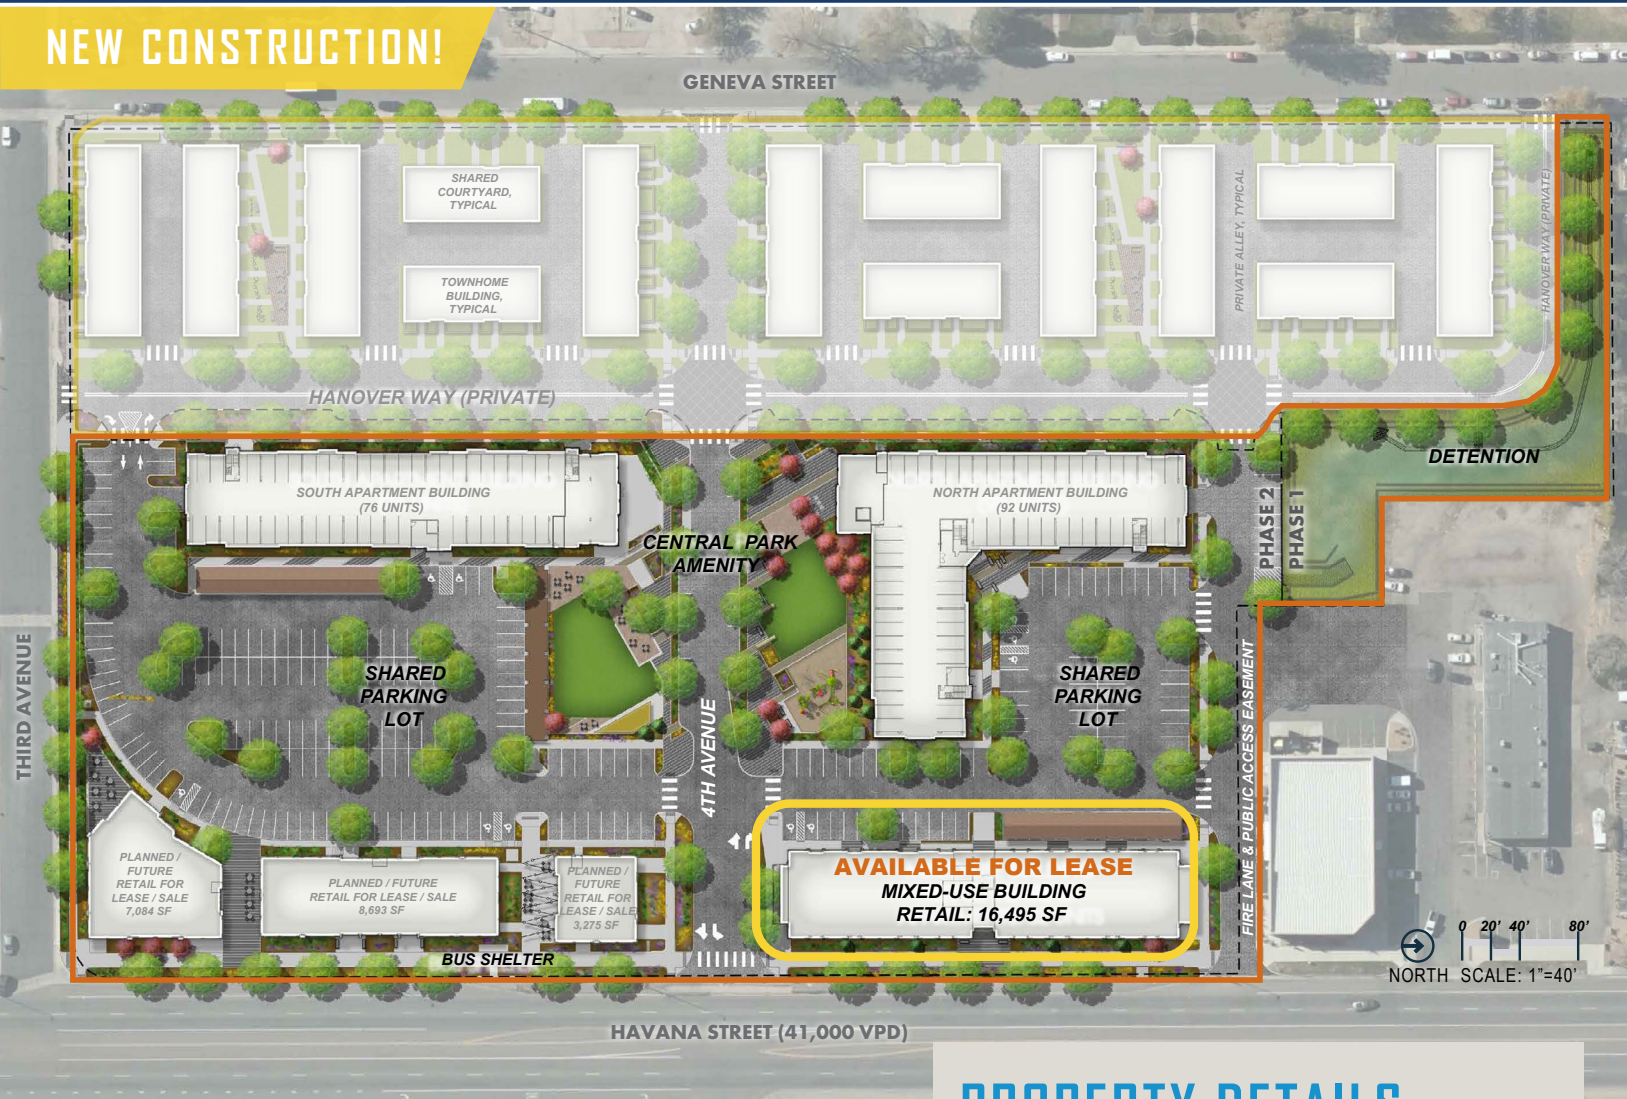 NEW CONSTRUCTION!
GENEVA STREET
SHARED
COURTYARD,
TYPICAL
TOWNHOME
BUILDING,
TYPICAL
PRIVATE ALLEY, TYPICAL
HANOVER WAY (PRIVATE)
HANOVER WAY (PRIVATE)
DETENTION
SOUTH APARTMENT BUILDING
(76 UNITS)
NORTH APARTMENT BUILDING
(92 UNITS)
PHASE 2
PHASE 1
CENTRAL PARK
AMENITY
THIRD AVENUE
SHARED
PARKING
LOT
4TH AVENUE
SHARED
PARKING
LOT
FIRE LANE & PUBLIC ACCESS EASEMENT
PLANNED /
FUTURE
RETAIL FOR
LEASE / SALE
7,084 SF
PLANNED / FUTURE
RETAIL FOR LEASE / SALE
8,693 SF
PLANNED /
FUTURE
RETAIL FOR
LEASE / SALE
3,275 SF
AVAILABLE FOR LEASE
MIXED-USE BUILDING
RETAIL: 16,495 SF
BUS SHELTER
0 20' 40' 80'
NORTH SCALE: 1"=40'
HAVANA STREET (41,000 VPD)
PROPERTY DETAILS